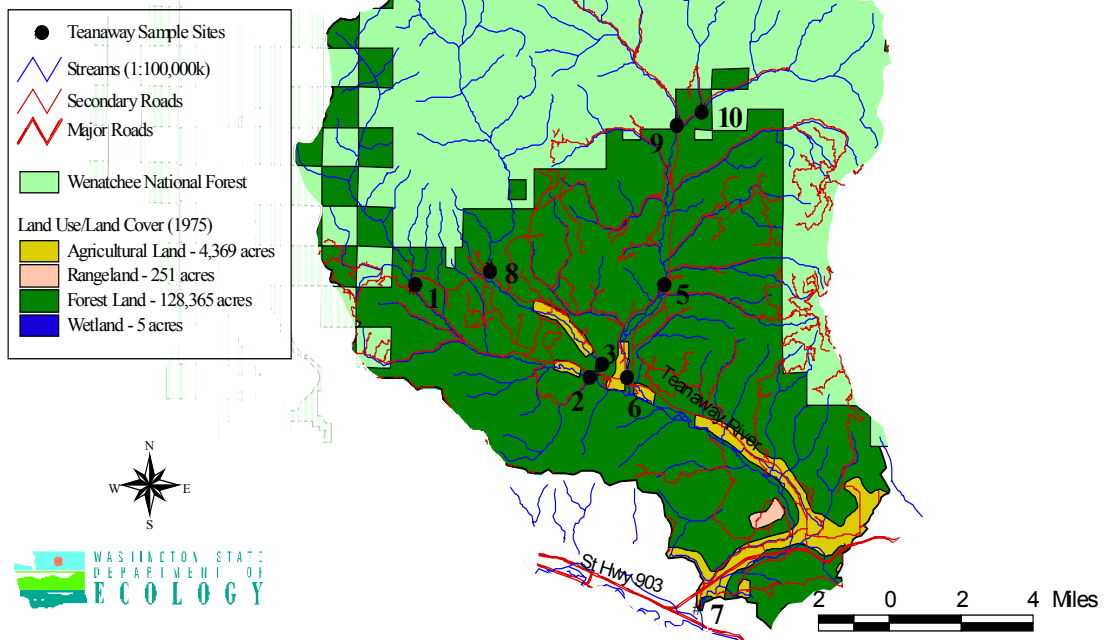 Teanaway Sample Sites
Streams (1:100,000k)
Secondary Roads
Major Roads
Wenatchee National Forest
Land Use/Land Cover (1975)
Agricultural Land - 4,369 acres
Rangeland - 251 acres
Forest Land - 128,365 acres
Wetland - 5 acres
10
9
8
1
5
3
2
6
Teanaway River
St Hwy 903
7
N
W
E
S
WASHINGTON STATE
DEPARTMENT OF
ECOLOGY
2 0 2 4 Miles